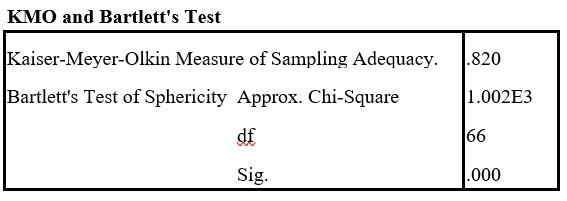 KMO and Bartlett's Test
Kaiser-Meyer-Olkin Measure of Sampling Adequacy. .820
Bartlett's Test of Sphericity Approx. Chi-Square 1.002E3
df 66
Sig. .000